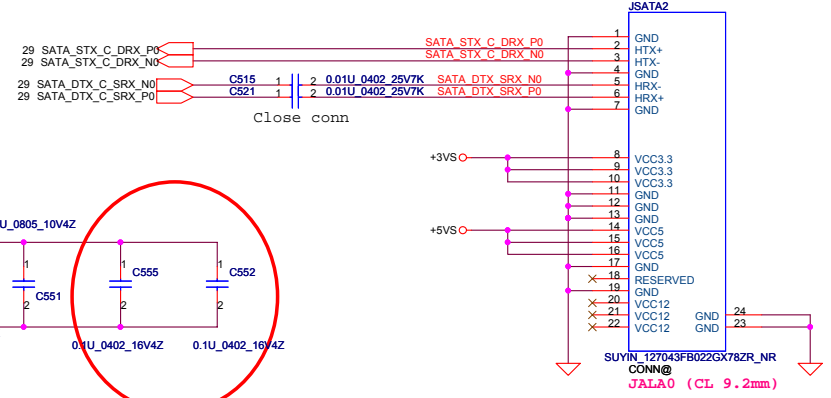 JSATA2
29 SATA_STX_C_DRX_P0
SATA_STX_C_DRX_P0
1 GND
2 HTX+
29 SATA_STX_C_DRX_N0
SATA_STX_C_DRX_N0
3 HTX-
4 GND
29 SATA_DTX_C_SRX_N0
C515 1 2 0.01U_0402_25V7K
SATA_DTX_SRX_N0
5 HRX-
29 SATA_DTX_C_SRX_P0
C521 1 2 0.01U_0402_25V7K
SATA_DTX_SRX_P0
6 HRX+
7 GND
Close conn
+3VS
8 VCC3.3
9 VCC3.3
10 VCC3.3
11 GND
12 GND
13 GND
+5VS
14 VCC5
15 VCC5
16 VCC5
17 GND
18 RESERVED
19 GND
20 VCC12
21 VCC12
22 VCC12
GND 24
GND 23
U_0805_10V4Z
1 C551 2
1 C555 2
1 C552 2
0.1U_0402_16V4Z
0.1U_0402_16V4Z
SUYIN_127043FB022GX78ZR_NR
CONN@
JALA0 (CL 9.2mm)